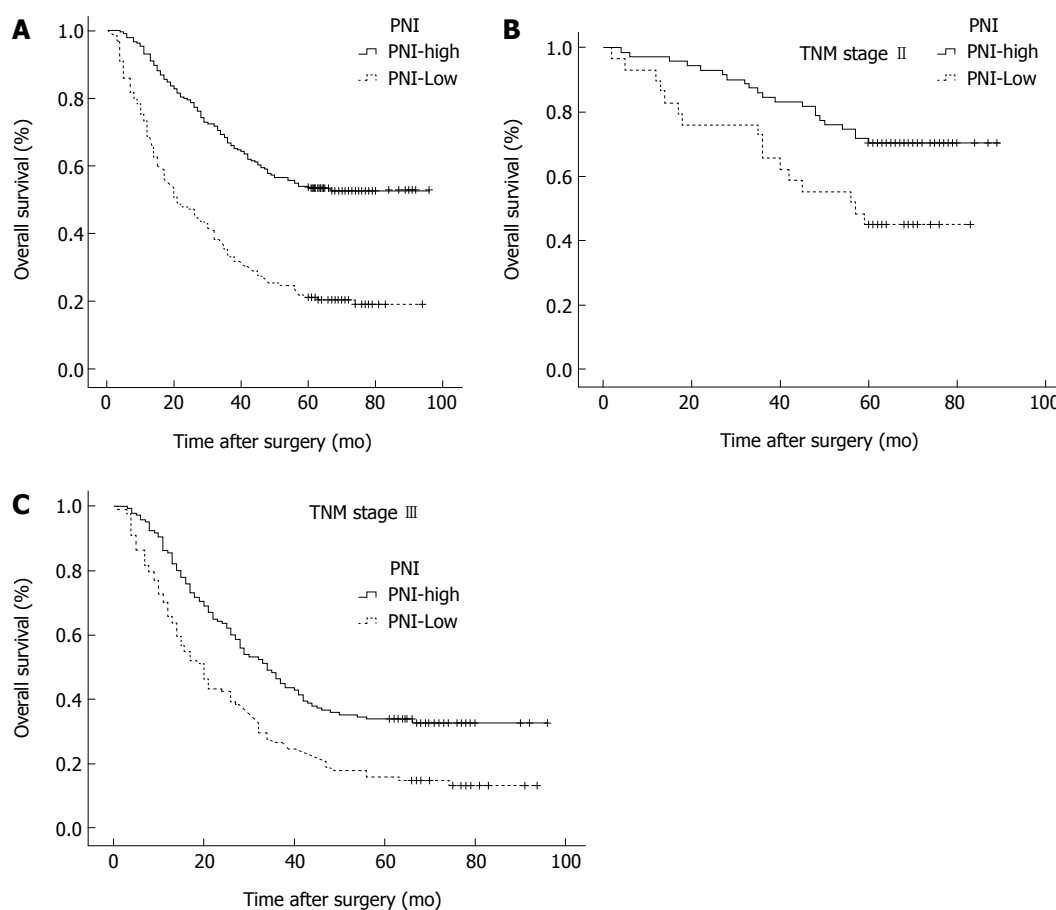 A
PNI
PNI-high
PNI-Low
Overall survival (%)
1.0
0.8
0.6
0.4
0.2
0.0
0 20 40 60 80 100
Time after surgery (mo)
B
PNI
TNM stage Ⅱ
PNI-high
PNI-Low
Overall survival (%)
1.0
0.8
0.6
0.4
0.2
0.0
0 20 40 60 80 100
Time after surgery (mo)
C
TNM stage Ⅲ
PNI
PNI-high
PNI-Low
Overall survival (%)
1.0
0.8
0.6
0.4
0.2
0.0
0 20 40 60 80 100
Time after surgery (mo)